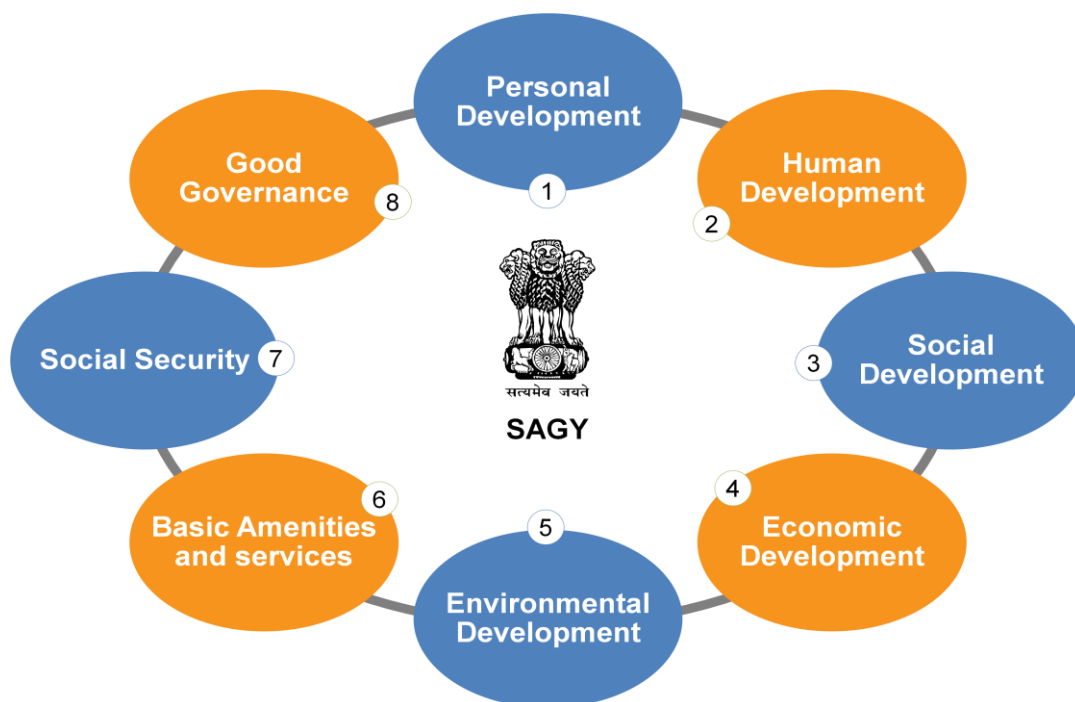 Personal
Development
1
Human
Development
2
Social
Development
3
Economic
Development
4
Environmental
Development
5
Basic Amenities
and services
6
Social Security
7
Good
Governance
8
सत्यमेव जयते
SAGY